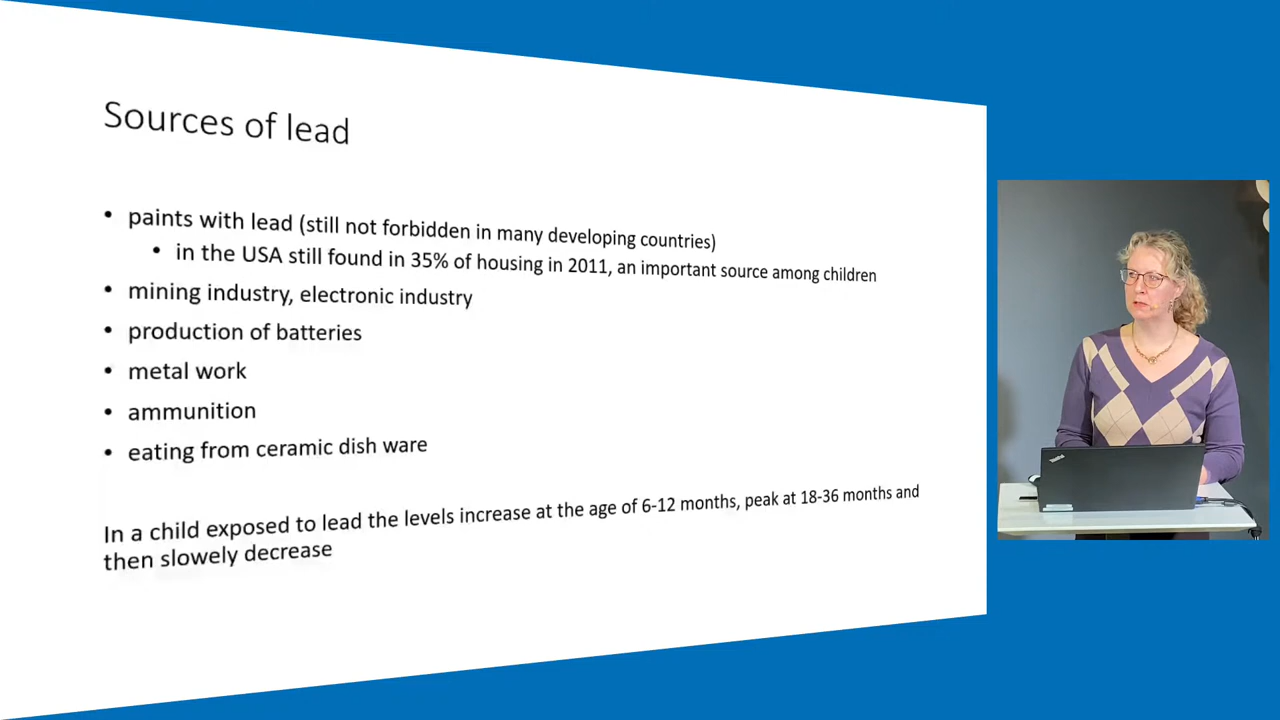 Sources of lead
• paints with lead (still not forbidden in many developing countries)
• in the USA still found in 35% of housing in 2011, an important source among children
• mining industry, electronic industry
• production of batteries
• metal work
• ammunition
• eating from ceramic dish ware
In a child exposed to lead the levels increase at the age of 6-12 months, peak at 18-36 months and
then slowely decrease
ThinkPad